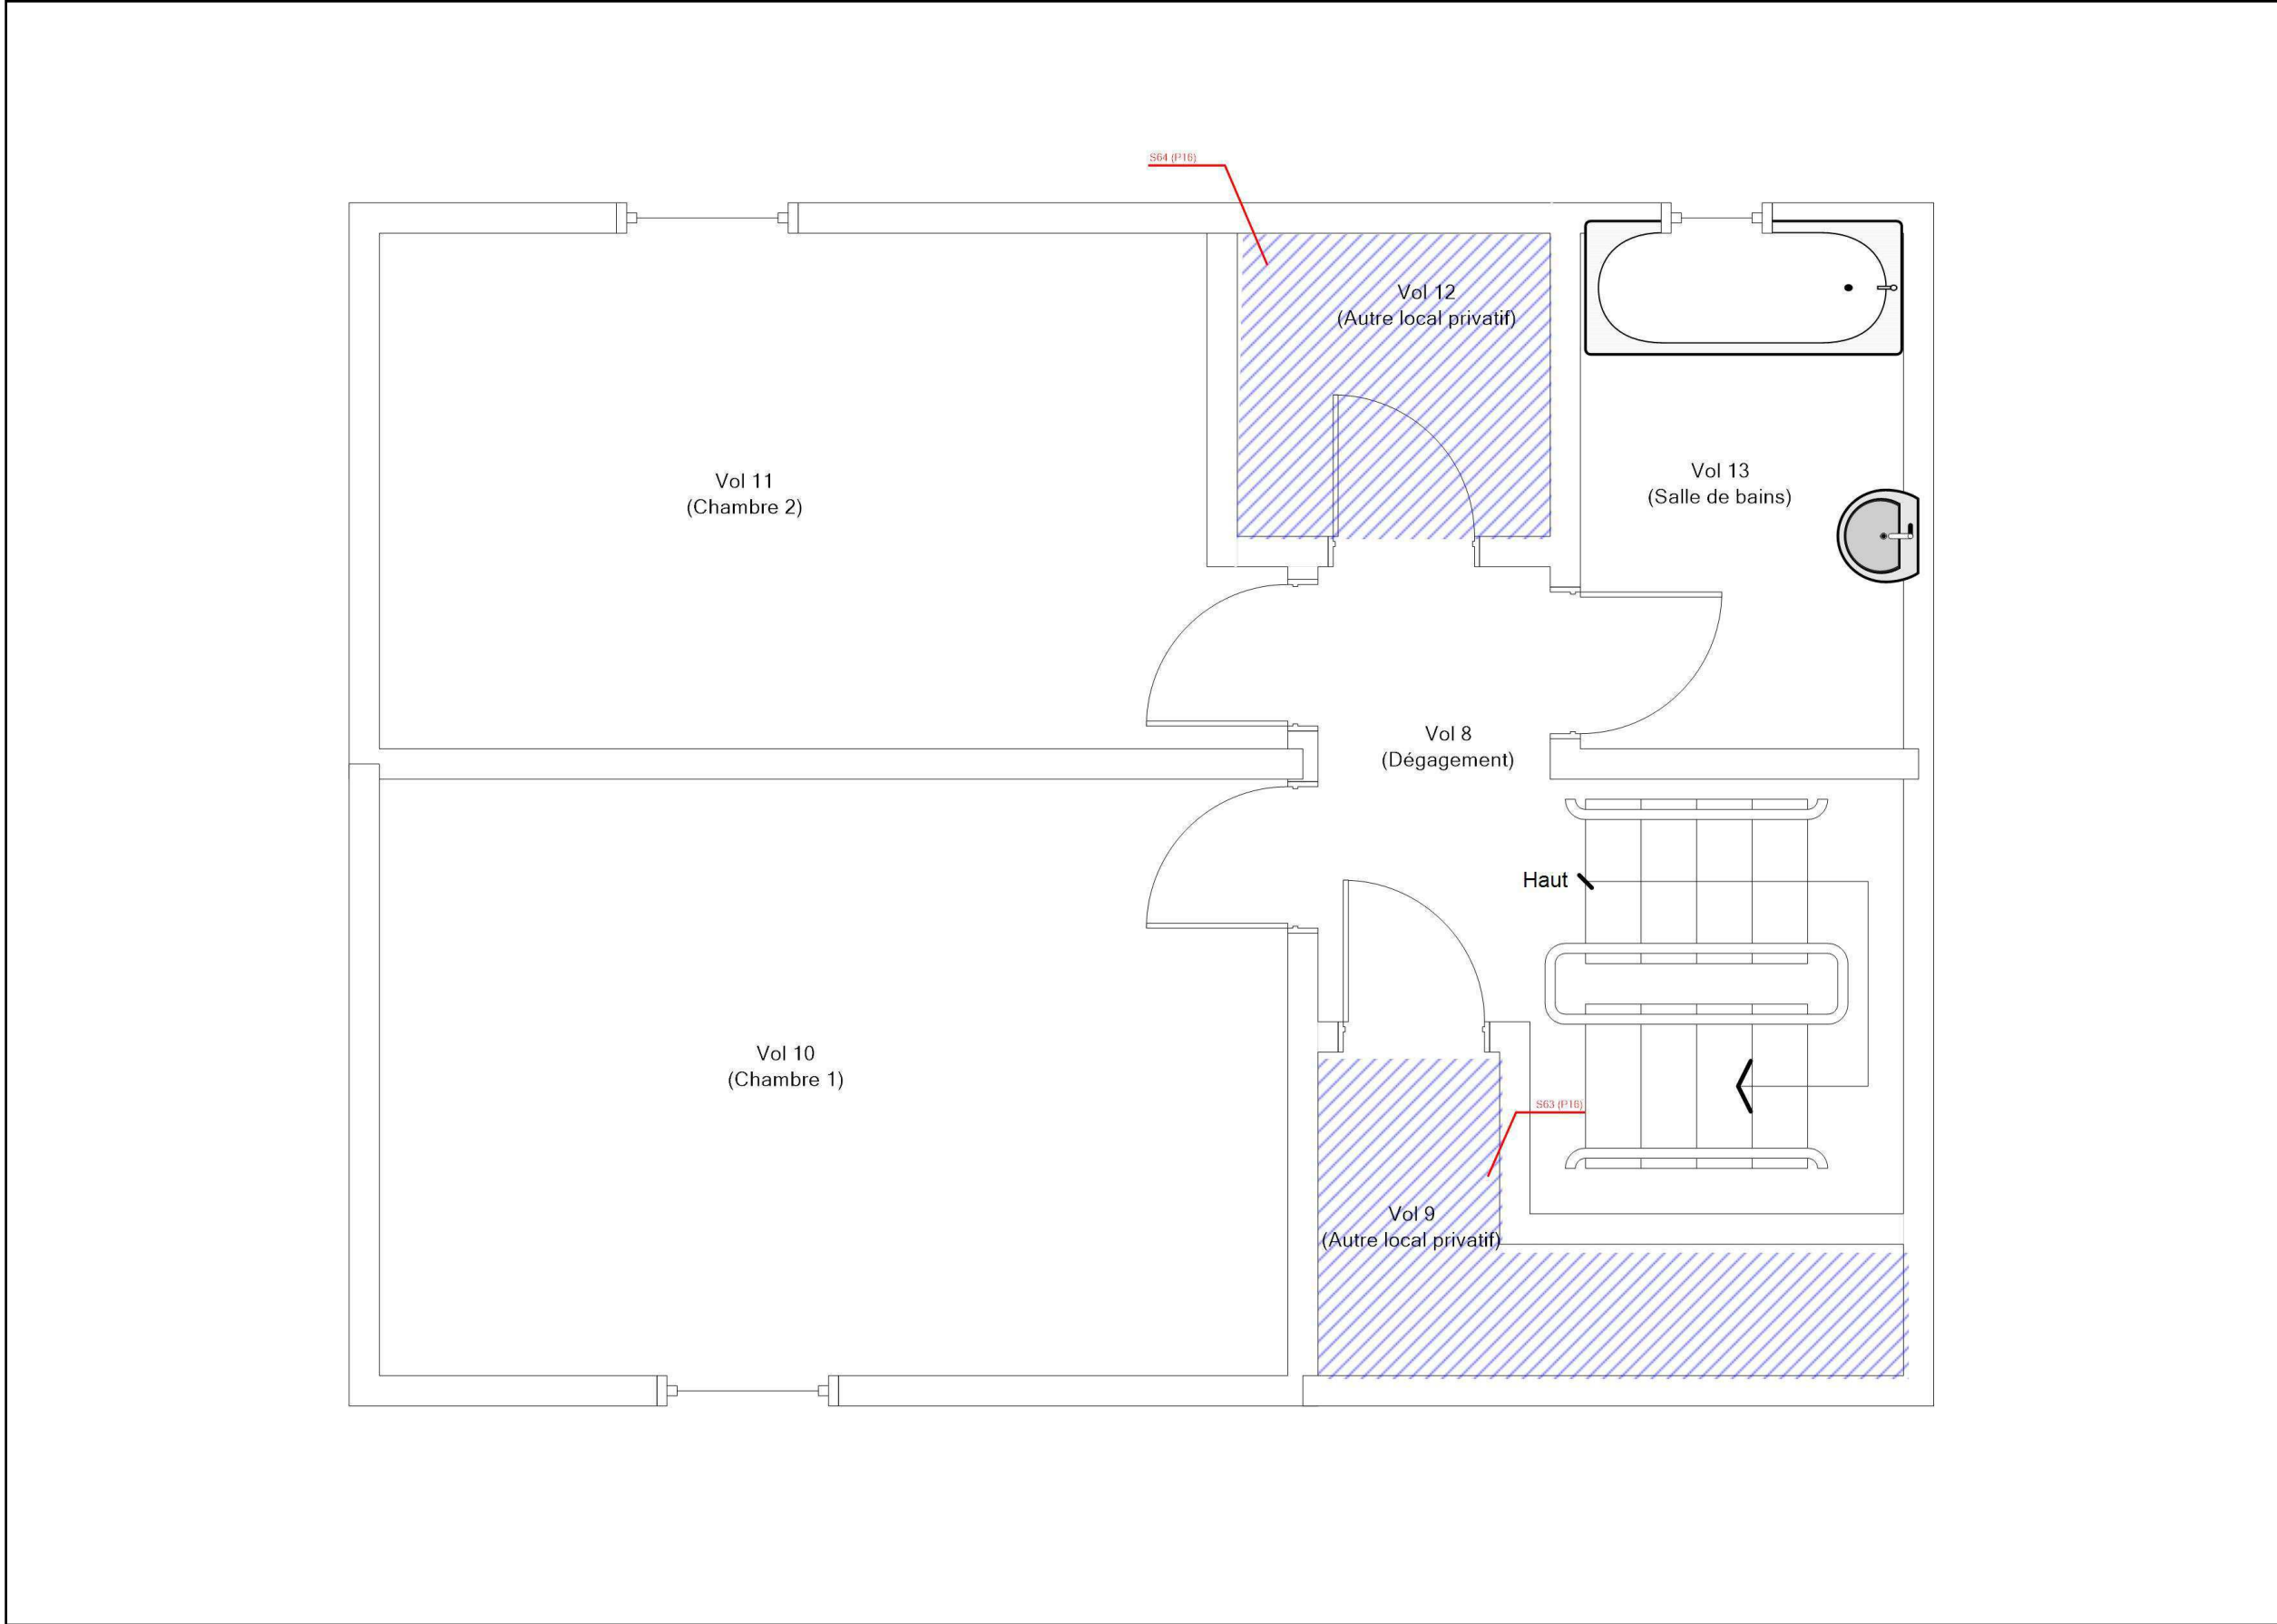 S64 (P16)
Vol 12
(Autre local privatif)
Vol 11
(Chambre 2)
Vol 13
(Salle de bains)
Vol 8
(Dégagement)
Haut
Vol 10
(Chambre 1)
S63 (P16)
Vol 9
(Autre local privatif)